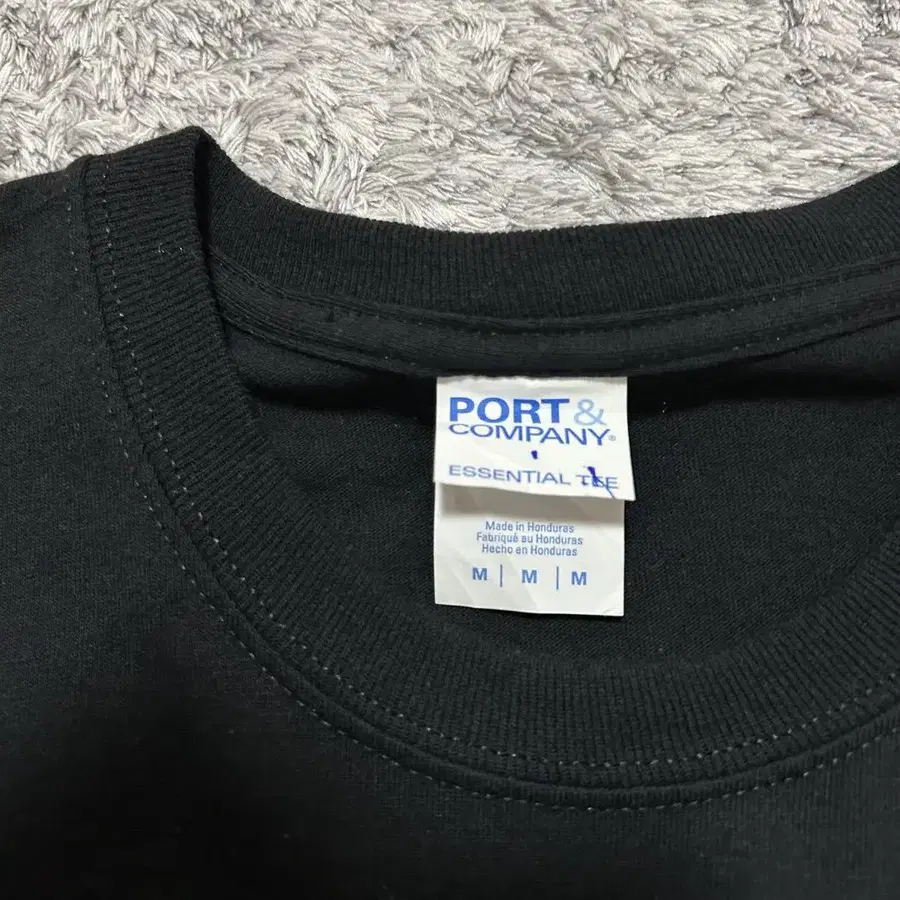 PORT &
COMPANY®
ESSENTIAL TEE
Made in Honduras
Fabriqué au Honduras
Hecho en Honduras
M | M | M